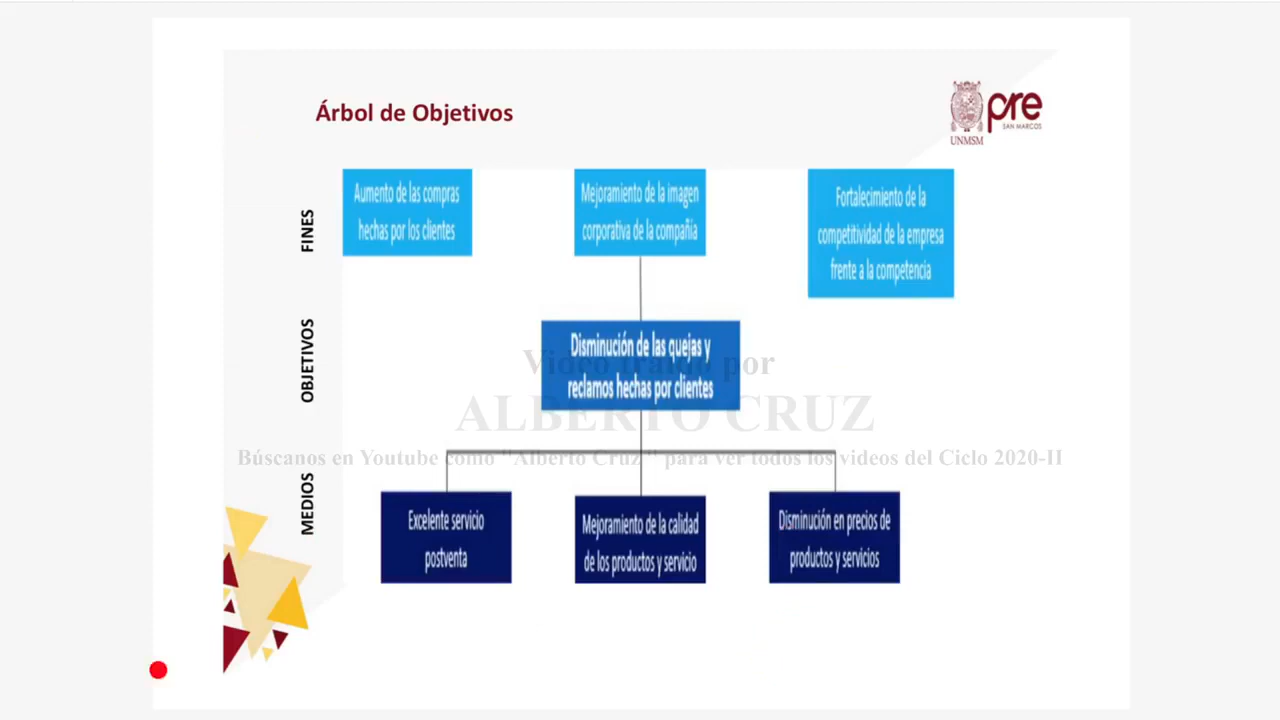 Árbol de Objetivos
pre
SAN MARCOS
UNMSM
FINES
Aumento de las compras
hechas por los clientes
Mejoramiento de la imagen
corporativa de la compañía
Fortalecimiento de la
competitividad de la empresa
frente a la competencia
OBJETIVOS
Disminución de las quejas y
reclamos hechas por clientes
Video traído por
ALBERTO CRUZ
Búscanos en Youtube como "Alberto Cruz" para ver todos los videos del Ciclo 2020-II
MEDIOS
Excelente servicio
postventa
Mejoramiento de la calidad
de los productos y servicio
Disminución en precios de
productos y servicios